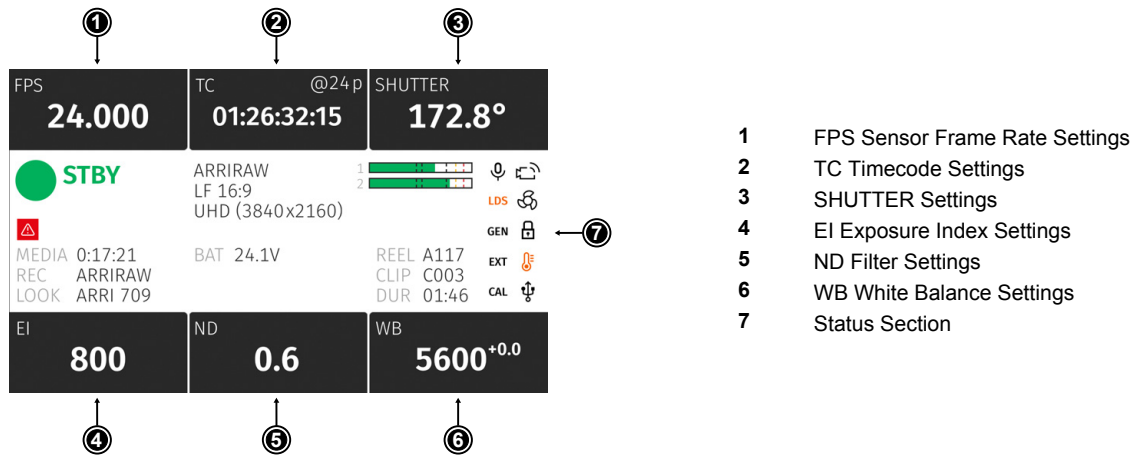 1 2 3
FPS
24.000
TC @24p
01:26:32:15
SHUTTER
172.8°
STBY
ARRIRAW
LF 16:9
UHD (3840x2160)
1
2
LDS
GEN
EXT
CAL
7
MEDIA 0:17:21
REC ARRIRAW
LOOK ARRI 709
BAT 24.1V
REEL A117
CLIP C003
DUR 01:46
EI
800
ND
0.6
WB
5600+0.0
4 5 6
1 FPS Sensor Frame Rate Settings
2 TC Timecode Settings
3 SHUTTER Settings
4 EI Exposure Index Settings
5 ND Filter Settings
6 WB White Balance Settings
7 Status Section